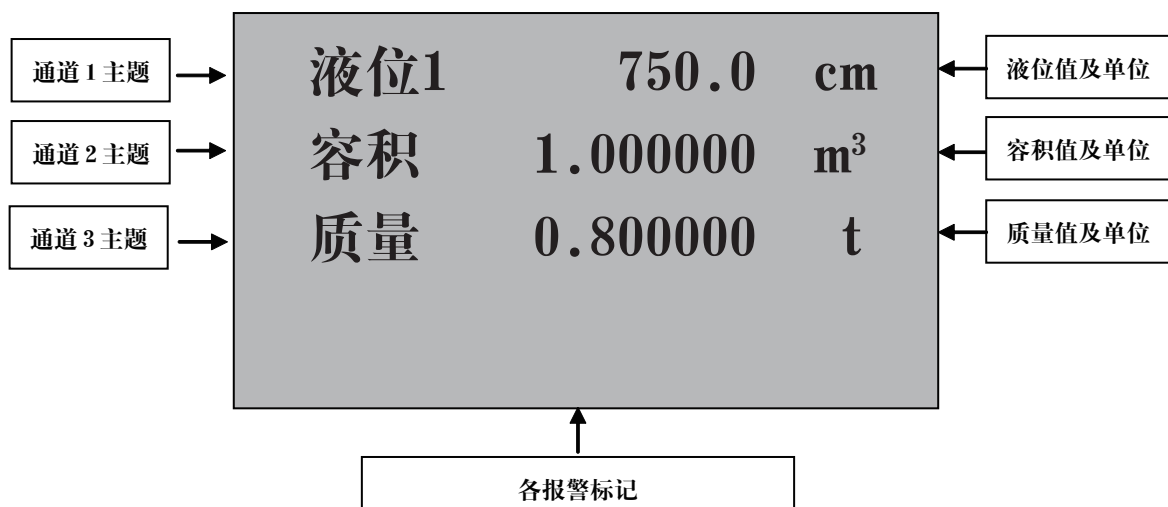 通道 1 主题
液位1 750.0 cm
液位值及单位
通道 2 主题
容积 1.000000 m³
容积值及单位
通道 3 主题
质量 0.800000 t
质量值及单位
各报警标记